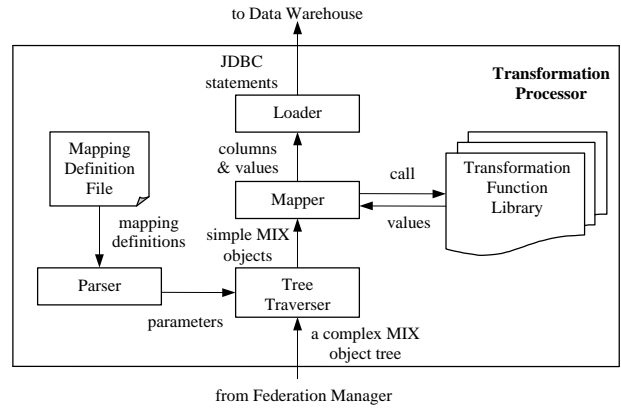 to Data Warehouse
JDBC
statements
Transformation
Processor
Loader
Mapping
Definition
File
columns
& values
call
Transformation
Function
Library
Mapper
values
mapping
definitions
simple MIX
objects
Parser
Tree
Traverser
parameters
a complex MIX
object tree
from Federation Manager